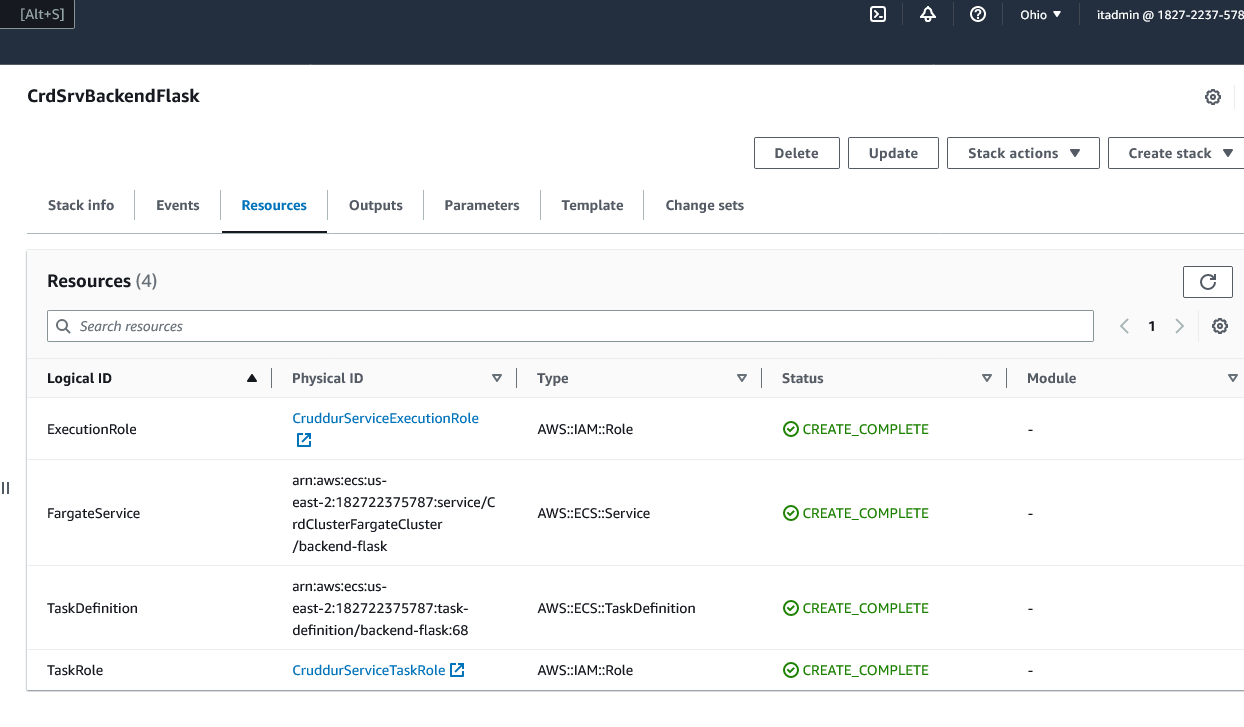 [Alt+S]
Ohio
itadmin @ 1827-2237-578
CrdSrvBackendFlask
Delete
Update
Stack actions
Create stack
Stack info
Events
Resources
Outputs
Parameters
Template
Change sets
Resources (4)
Search resources
1
Logical ID
Physical ID
Type
Status
Module
ExecutionRole
CruddurServiceExecutionRole
AWS::IAM::Role
CREATE_COMPLETE
-
FargateService
arn:aws:ecs:us-
east-2:182722375787:service/C
rdClusterFargateCluster
/backend-flask
AWS::ECS::Service
CREATE_COMPLETE
-
TaskDefinition
arn:aws:ecs:us-
east-2:182722375787:task-
definition/backend-flask:68
AWS::ECS::TaskDefinition
CREATE_COMPLETE
-
TaskRole
CruddurServiceTaskRole
AWS::IAM::Role
CREATE_COMPLETE
-